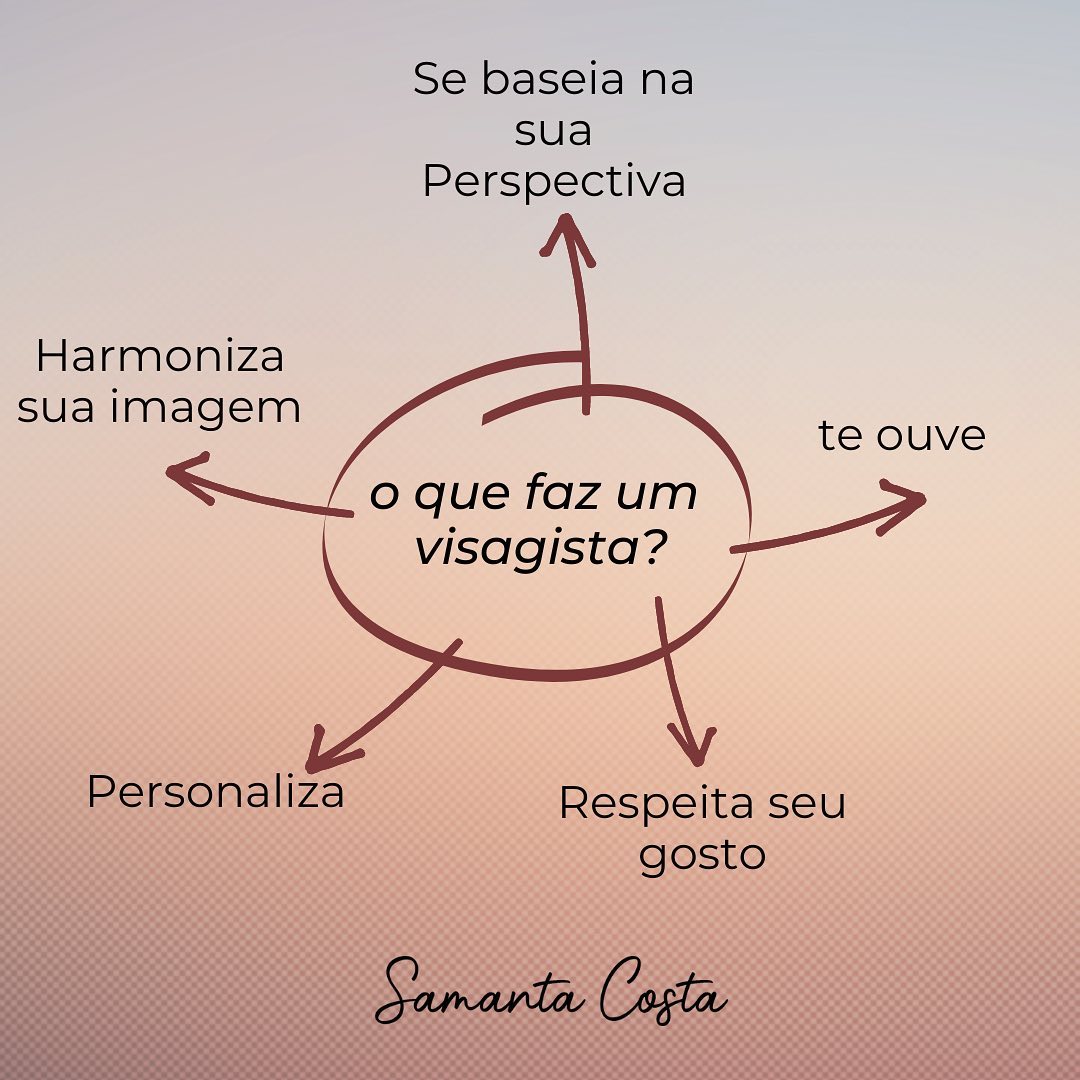 Se baseia na
sua
Perspectiva
Harmoniza
sua imagem
te ouve
o que faz um
visagista?
Personaliza
Respeita seu
gosto
Samanta Costa